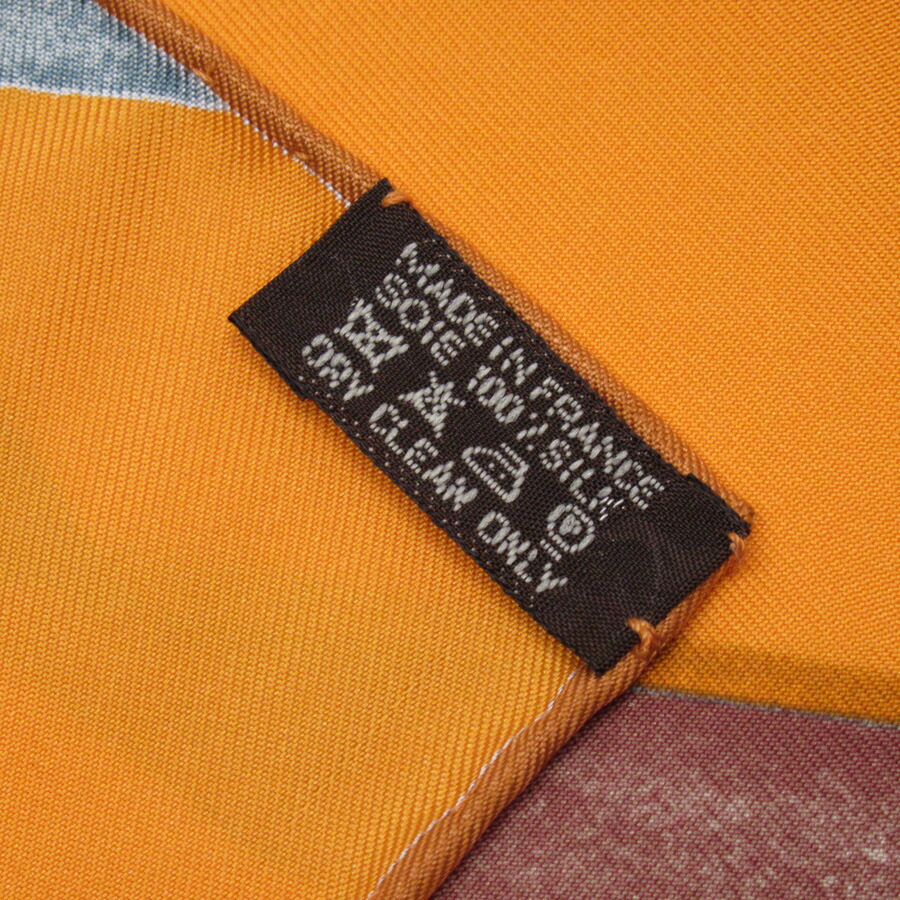 MADE IN FRANCE
SOIE 100% SILK
DRY CLEAN ONLY